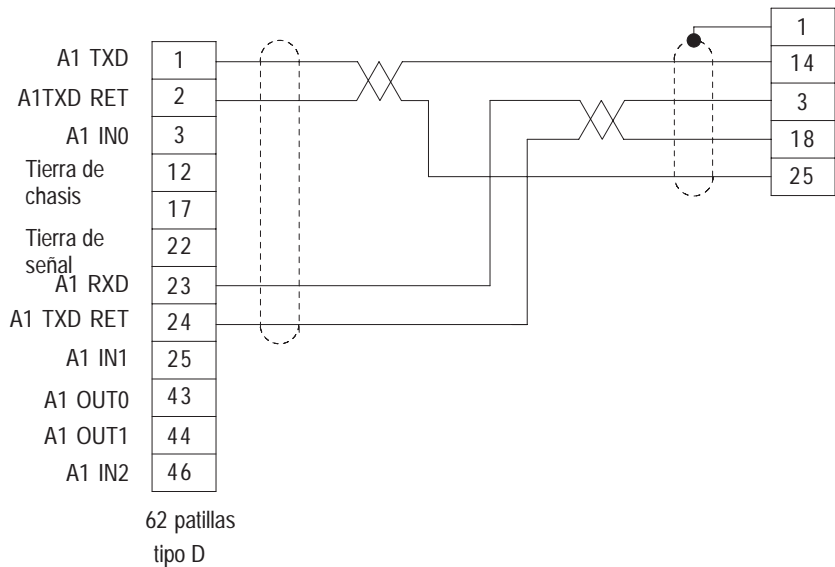 A1 TXD 1
A1TXD RET 2
A1 IN0 3
Tierra de
chasis
12
17
Tierra de
señal
22
A1 RXD 23
A1 TXD RET 24
A1 IN1 25
A1 OUT0 43
A1 OUT1 44
A1 IN2 46
62 patillas
tipo D
1
14
3
18
25